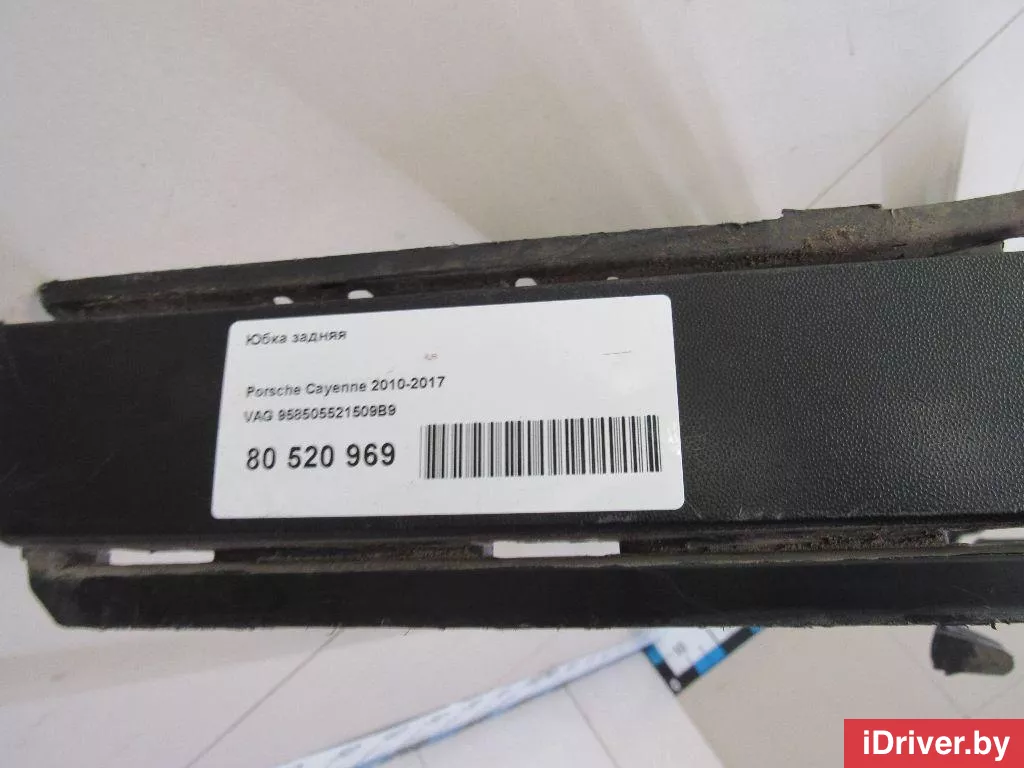 Юбка задняя
Porsche Cayenne 2010-2017
VAG 958505521509B9
80 520 969
iDriver.by